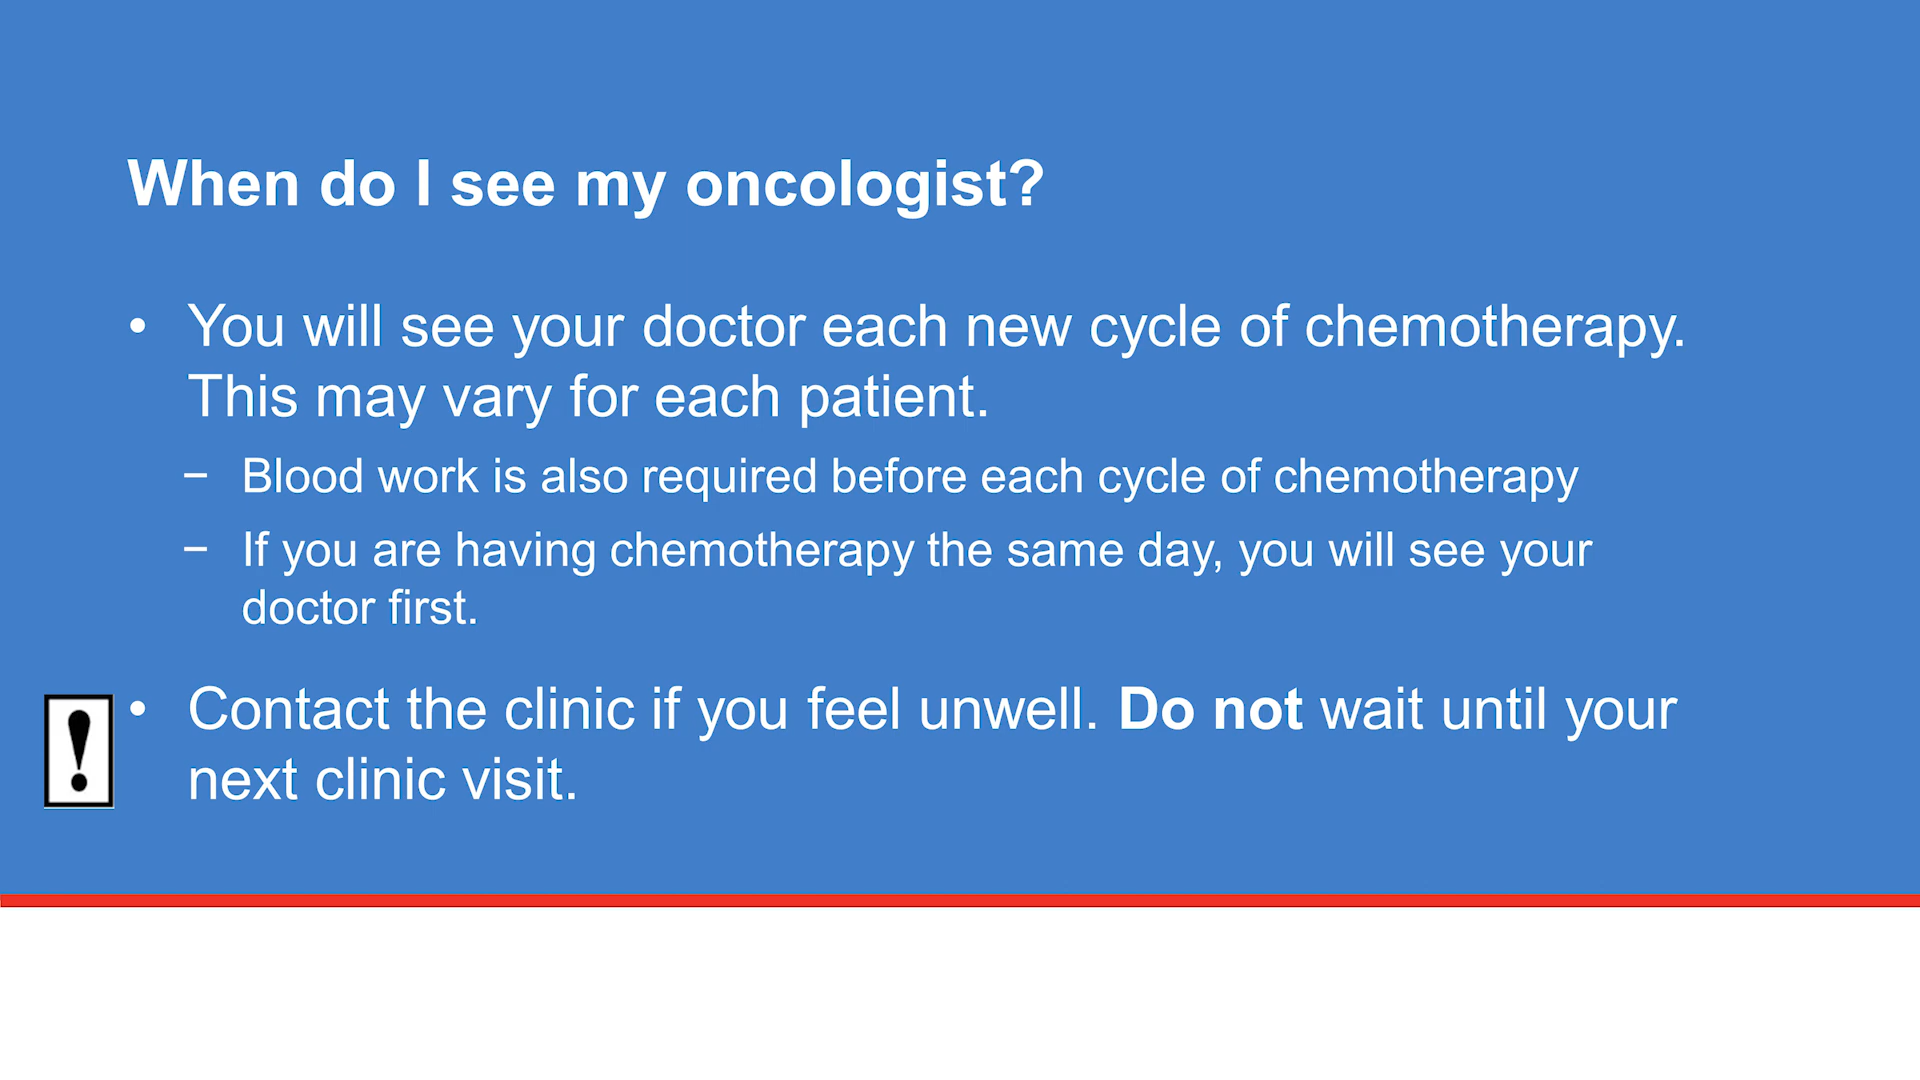 When do I see my oncologist?
• You will see your doctor each new cycle of chemotherapy.
This may vary for each patient.
− Blood work is also required before each cycle of chemotherapy
− If you are having chemotherapy the same day, you will see your
doctor first.
! • Contact the clinic if you feel unwell. Do not wait until your
next clinic visit.